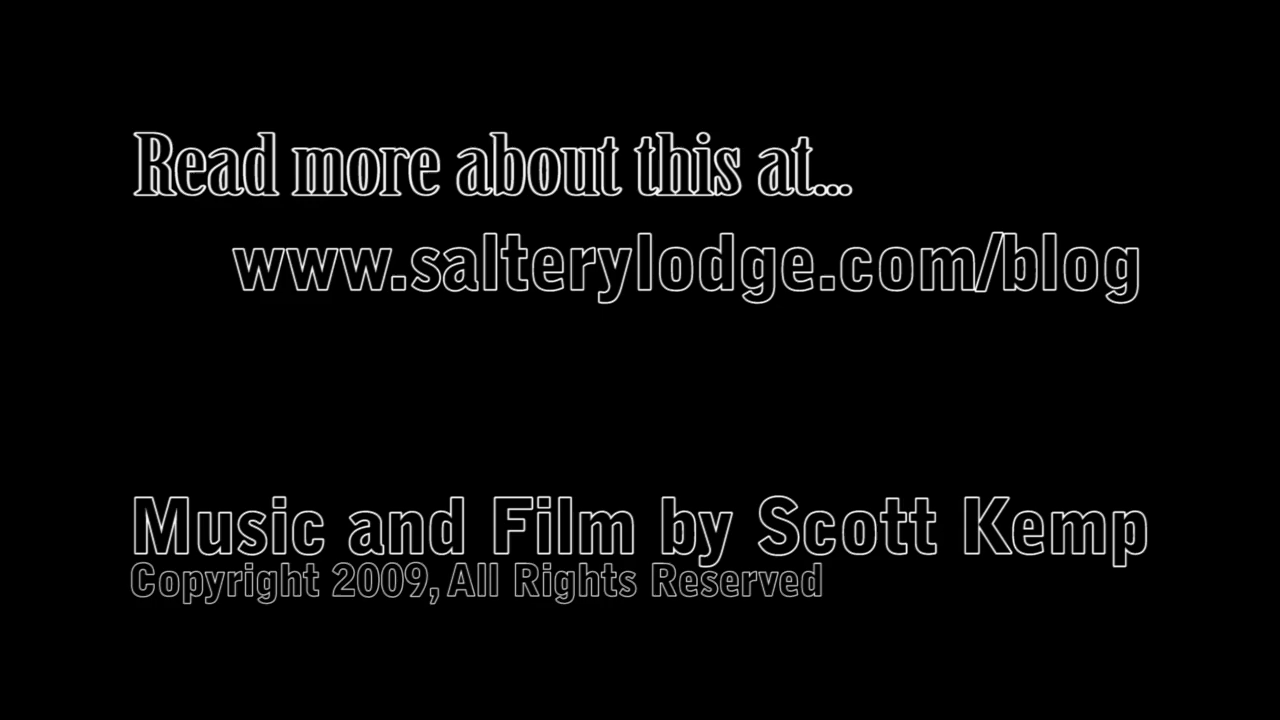 Read more about this at...
www.salterylodge.com/blog
Music and Film by Scott Kemp
Copyright 2009, All Rights Reserved